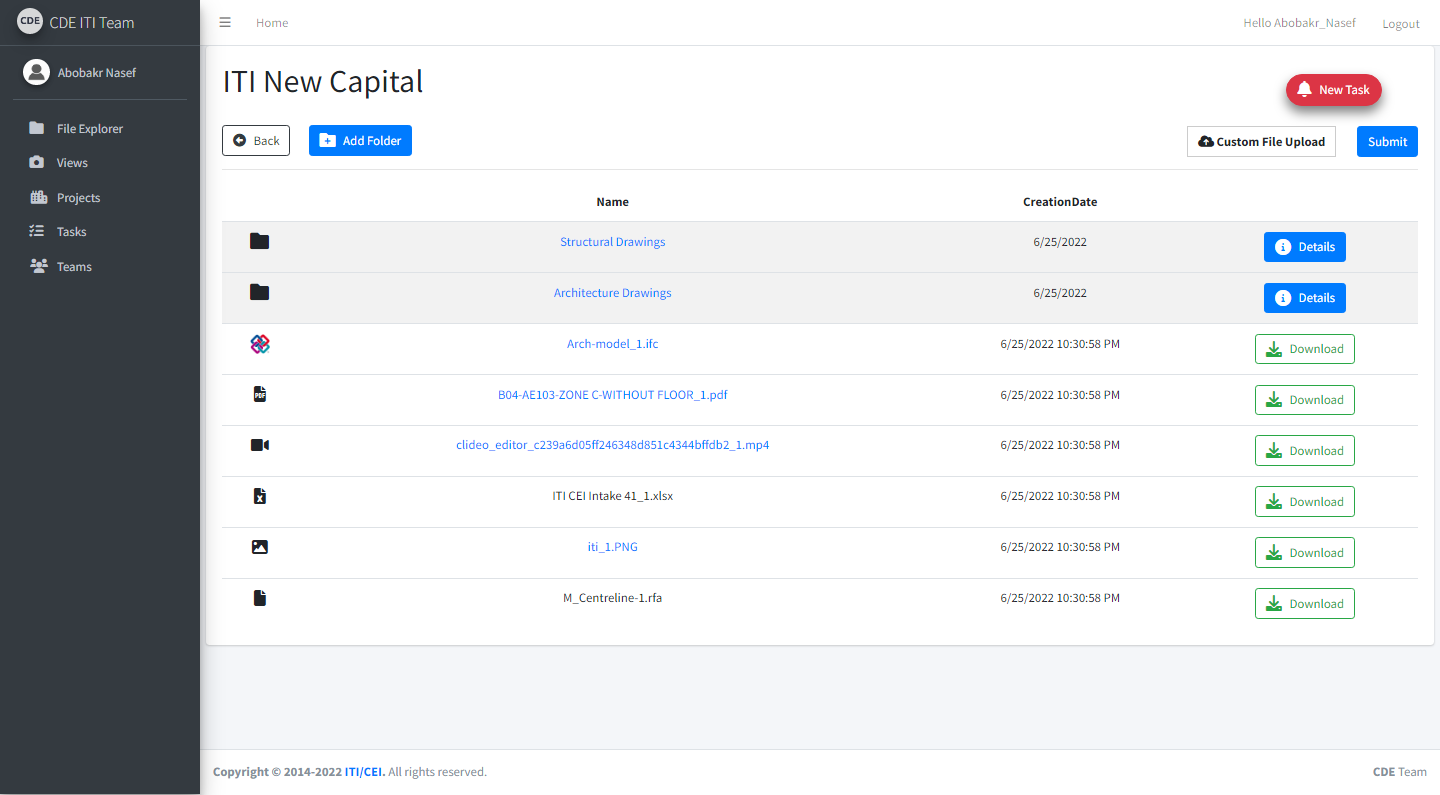 CDE CDE ITI Team
Home
Hello Abobakr_Nasef
Logout
Abobakr Nasef
File Explorer
Views
Projects
Tasks
Teams
ITI New Capital
New Task
Back
Add Folder
Custom File Upload
Submit
Name CreationDate
Structural Drawings 6/25/2022 Details
Architecture Drawings 6/25/2022 Details
Arch-model_1.ifc 6/25/2022 10:30:58 PM Download
PDF B04-AE103-ZONE C-WITHOUT FLOOR_1.pdf 6/25/2022 10:30:58 PM Download
clideo_editor_c239a6d05ff246348d851c4344bffdb2_1.mp4 6/25/2022 10:30:58 PM Download
ITI CEI Intake 41_1.xlsx 6/25/2022 10:30:58 PM Download
iti_1.PNG 6/25/2022 10:30:58 PM Download
M_Centreline-1.rfa 6/25/2022 10:30:58 PM Download
Copyright © 2014-2022 ITI/CEI. All rights reserved.
CDE Team